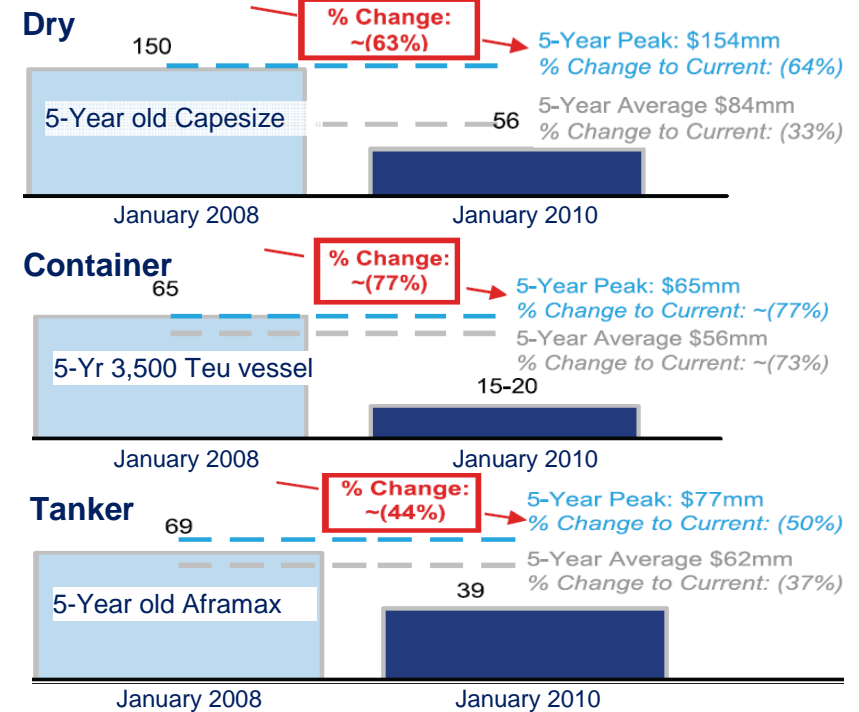 Dry
% Change:
~(63%)
150
5-Year Peak: $154mm
% Change to Current: (64%)
5-Year old Capesize
5-Year Average $84mm
% Change to Current: (33%)
56
January 2008
January 2010
Container
% Change:
~(77%)
65
5-Year Peak: $65mm
% Change to Current: ~(77%)
5-Year Average $56mm
% Change to Current: ~(73%)
5-Yr 3,500 Teu vessel
15-20
January 2008
January 2010
Tanker
% Change:
~(44%)
69
5-Year Peak: $77mm
% Change to Current: (50%)
5-Year Average $62mm
% Change to Current: (37%)
5-Year old Aframax
39
January 2008
January 2010